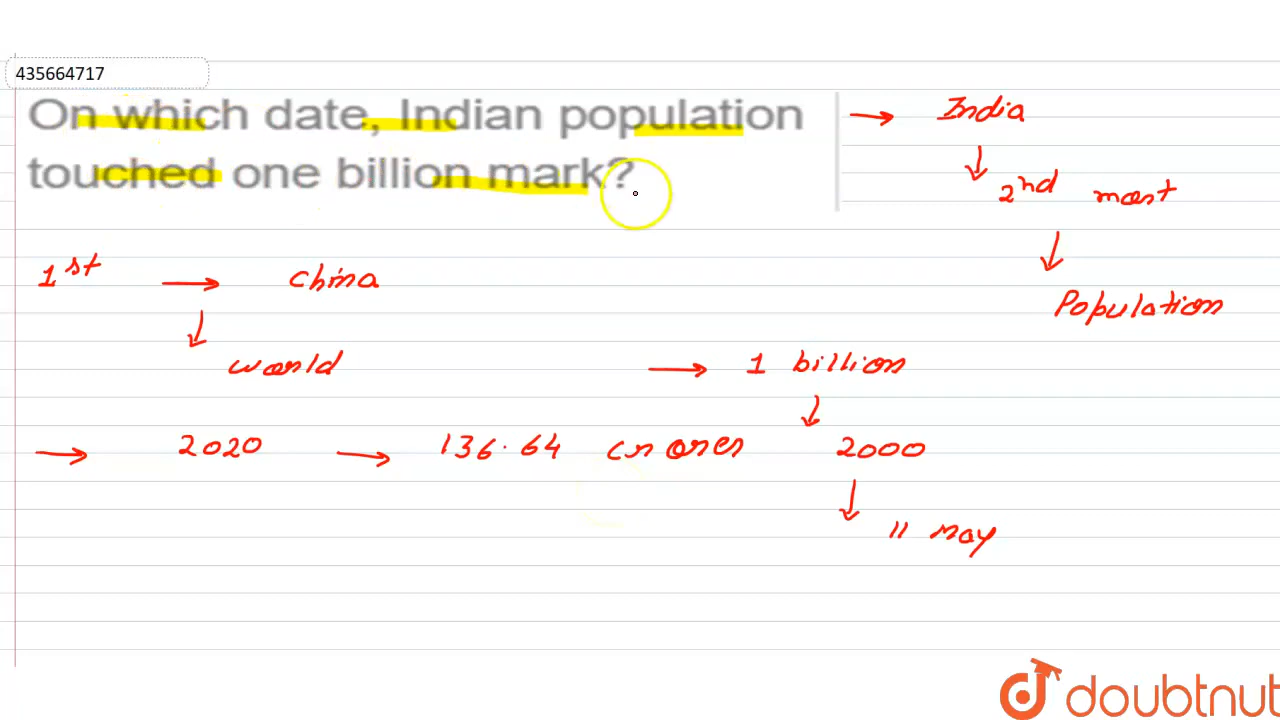 435664717
On which date, Indian population
touched one billion mark?
→ India
↓
2nd most
↓
Population
1st → China
↓
world
→ 1 billion
↓
→ 2020 → 136.64 crores 2000
↓
11 May
doubtnut